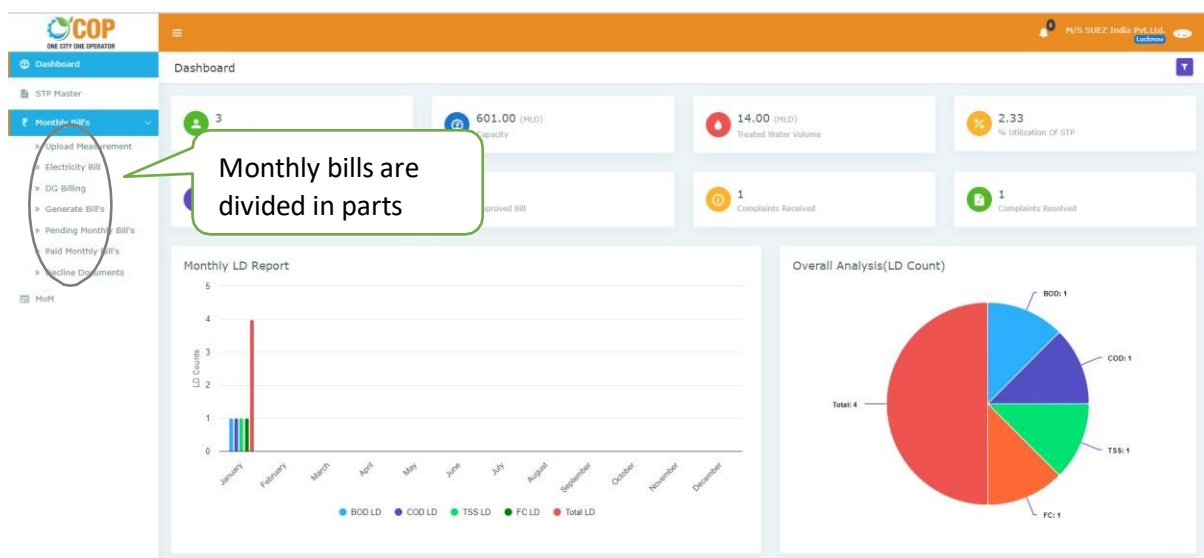 COP
ONE CITY ONE OPERATOR
0
M/S SUEZ India Pvt.Ltd.
Lucknow
Dashboard
STP Master
₹ Monthly Bill's
» Upload Measurement
» Electricity Bill
» DG Billing
» Generate Bill's
» Pending Monthly Bill's
» Paid Monthly Bill's
» Decline Documents
MoM
Dashboard
3
601.00 (MLD)
Capacity
14.00 (MLD)
Treated Water Volume
2.33
% Utilization Of STP
Monthly bills are
divided in parts
Bill
1
Complaints Received
1
Complaints Resolved
Monthly LD Report
5
4
3
2
1
0
LD Counts
January
February
March
April
May
June
July
August
September
October
November
December
BOD LD COD LD TSS LD FC LD Total LD
Overall Analysis(LD Count)
BOD: 1
COD: 1
Total: 4
TSS: 1
FC: 1